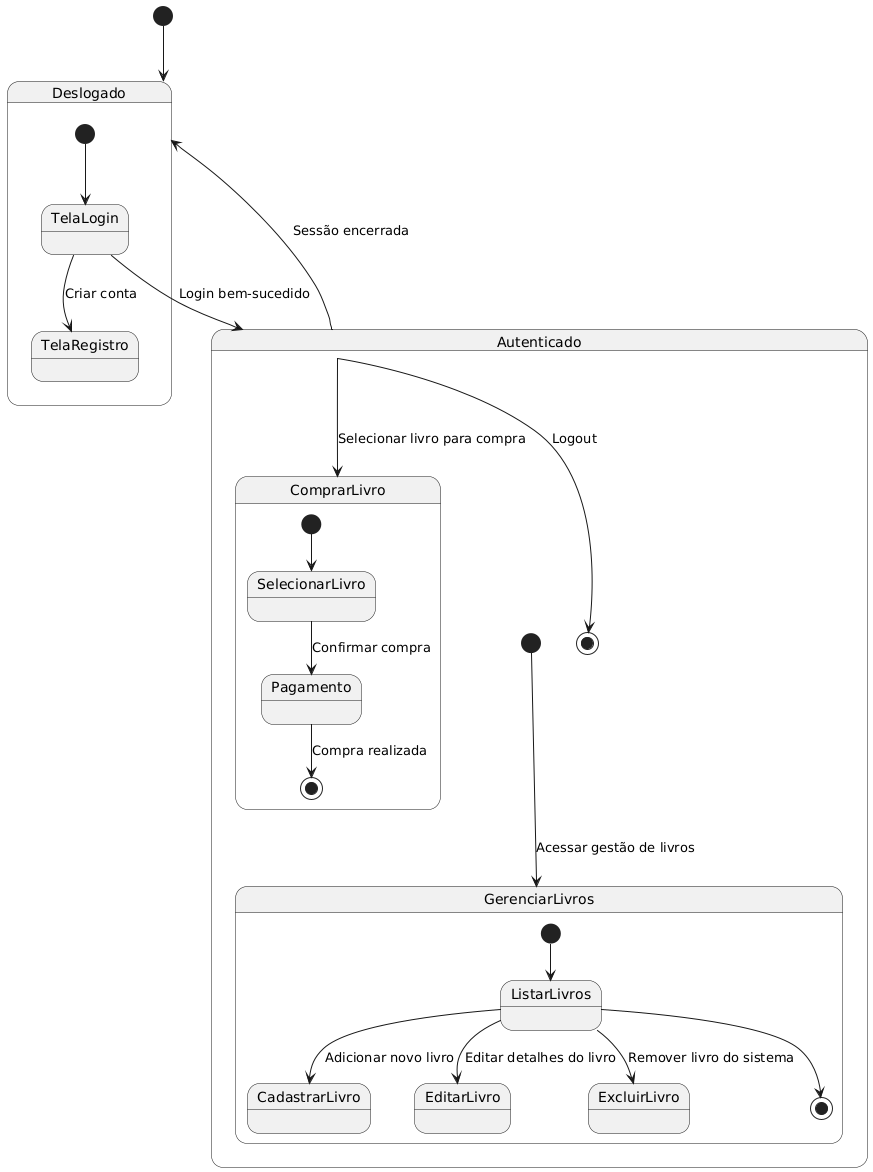 Deslogado
TelaLogin
Sessão encerrada
Criar conta
Login bem-sucedido
TelaRegistro
Autenticado
Selecionar livro para compra
Logout
ComprarLivro
SelecionarLivro
Confirmar compra
Pagamento
Compra realizada
Acessar gestão de livros
GerenciarLivros
ListarLivros
Adicionar novo livro
Editar detalhes do livro
Remover livro do sistema
CadastrarLivro
EditarLivro
ExcluirLivro